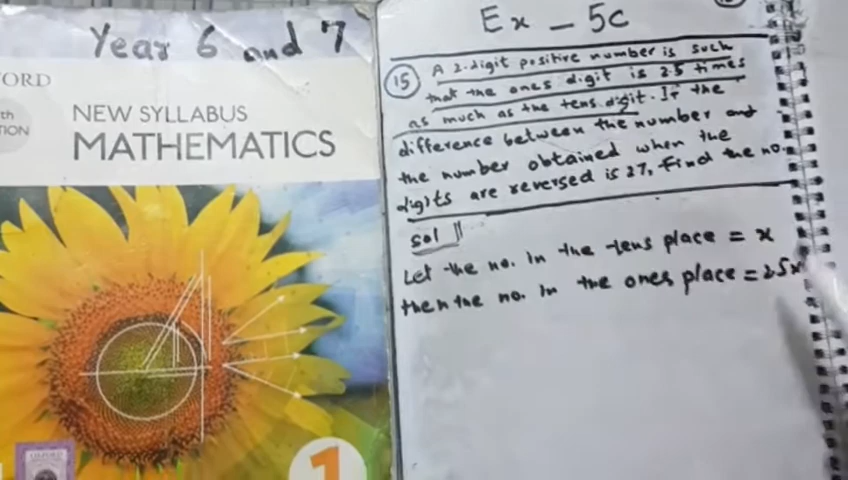 Year 6 and 7
ORD
th
TION
NEW SYLLABUS
MATHEMATICS
1
Ex - 5c
15 A 2-digit positive number is such
that the ones digit is 2.5 times
as much as the tens digit. If the
difference between the number and
the number obtained when the
digits are reversed is 27, find the no.
sol
Let the no. in the tens place = x
then the no. in the ones place = 2.5x